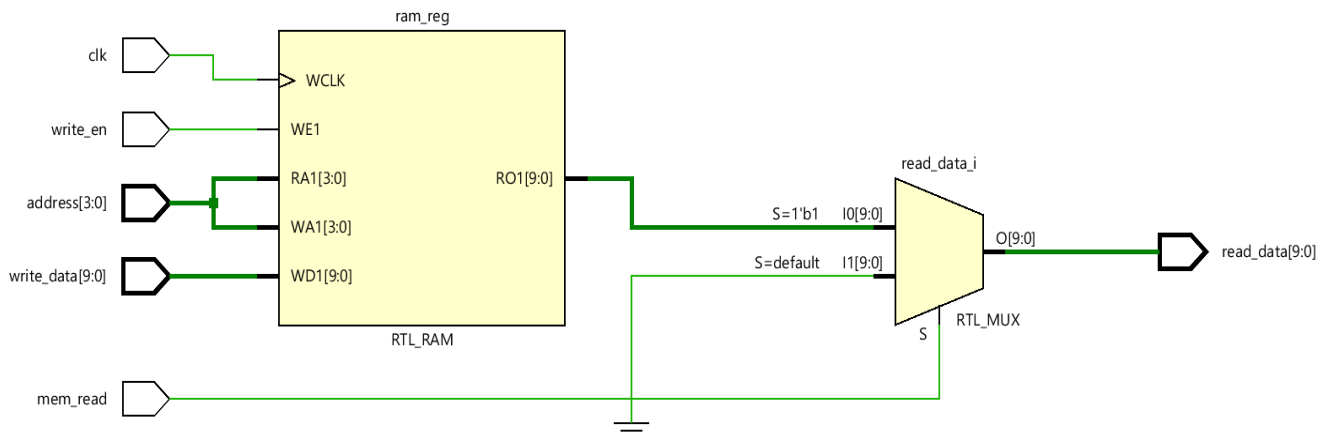 ram_reg
clk
WCLK
write_en
WE1
read_data_i
RA1[3:0]
RO1[9:0]
address[3:0]
S=1'b1
I0[9:0]
WA1[3:0]
O[9:0]
read_data[9:0]
S=default
I1[9:0]
write_data[9:0]
WD1[9:0]
S
RTL_MUX
RTL_RAM
mem_read